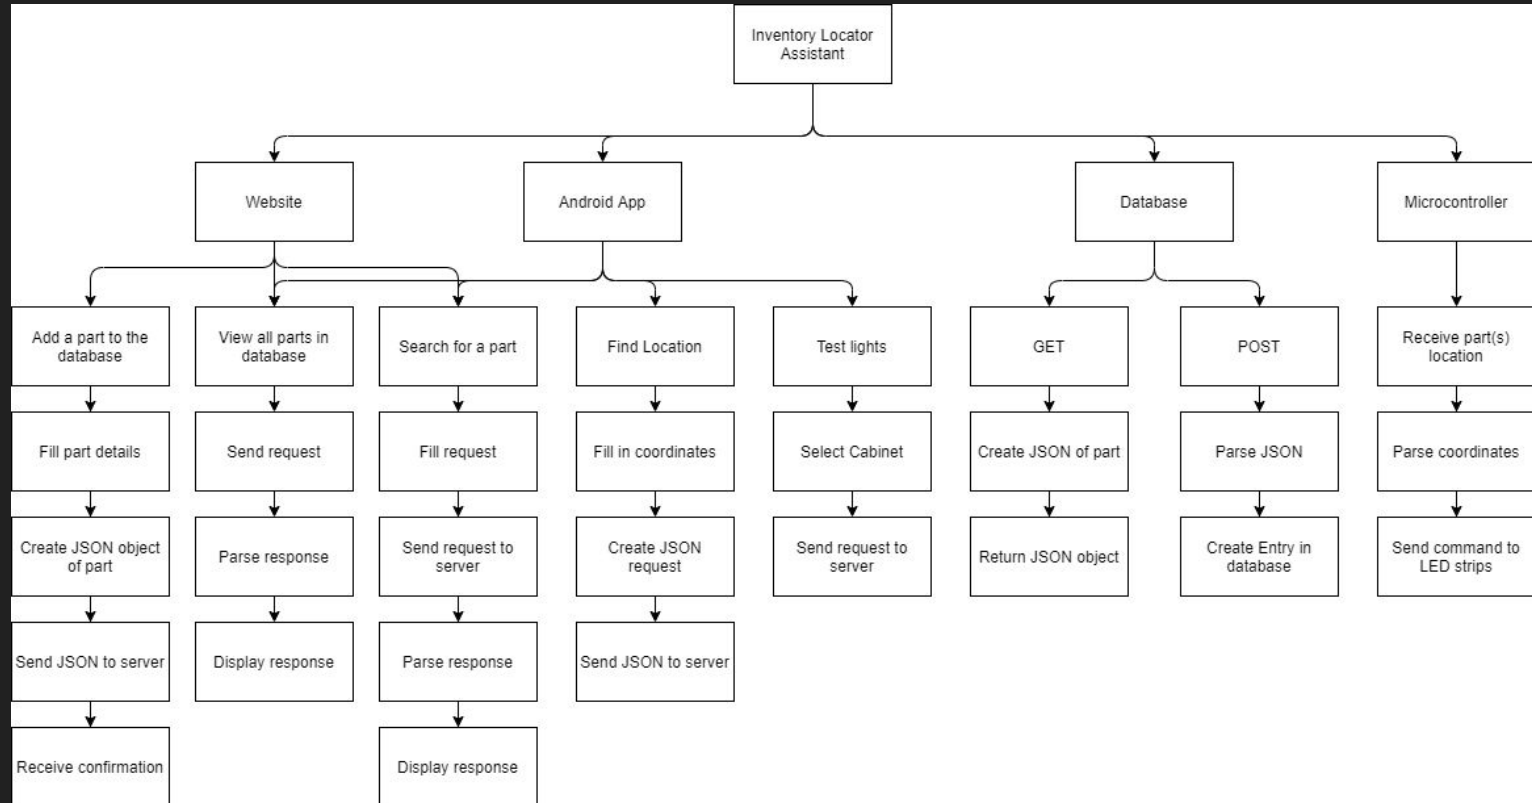 Inventory Locator
Assistant
Website
Android App
Database
Microcontroller
Add a part to the
database
View all parts in
database
Search for a part
Find Location
Test lights
GET
POST
Receive part(s)
location
Fill part details
Send request
Fill request
Fill in coordinates
Select Cabinet
Create JSON of part
Parse JSON
Parse coordinates
Create JSON object
of part
Parse response
Send request to
server
Create JSON
request
Send request to
server
Return JSON object
Create Entry in
database
Send command to
LED strips
Send JSON to server
Display response
Parse response
Send JSON to server
Receive confirmation
Display response